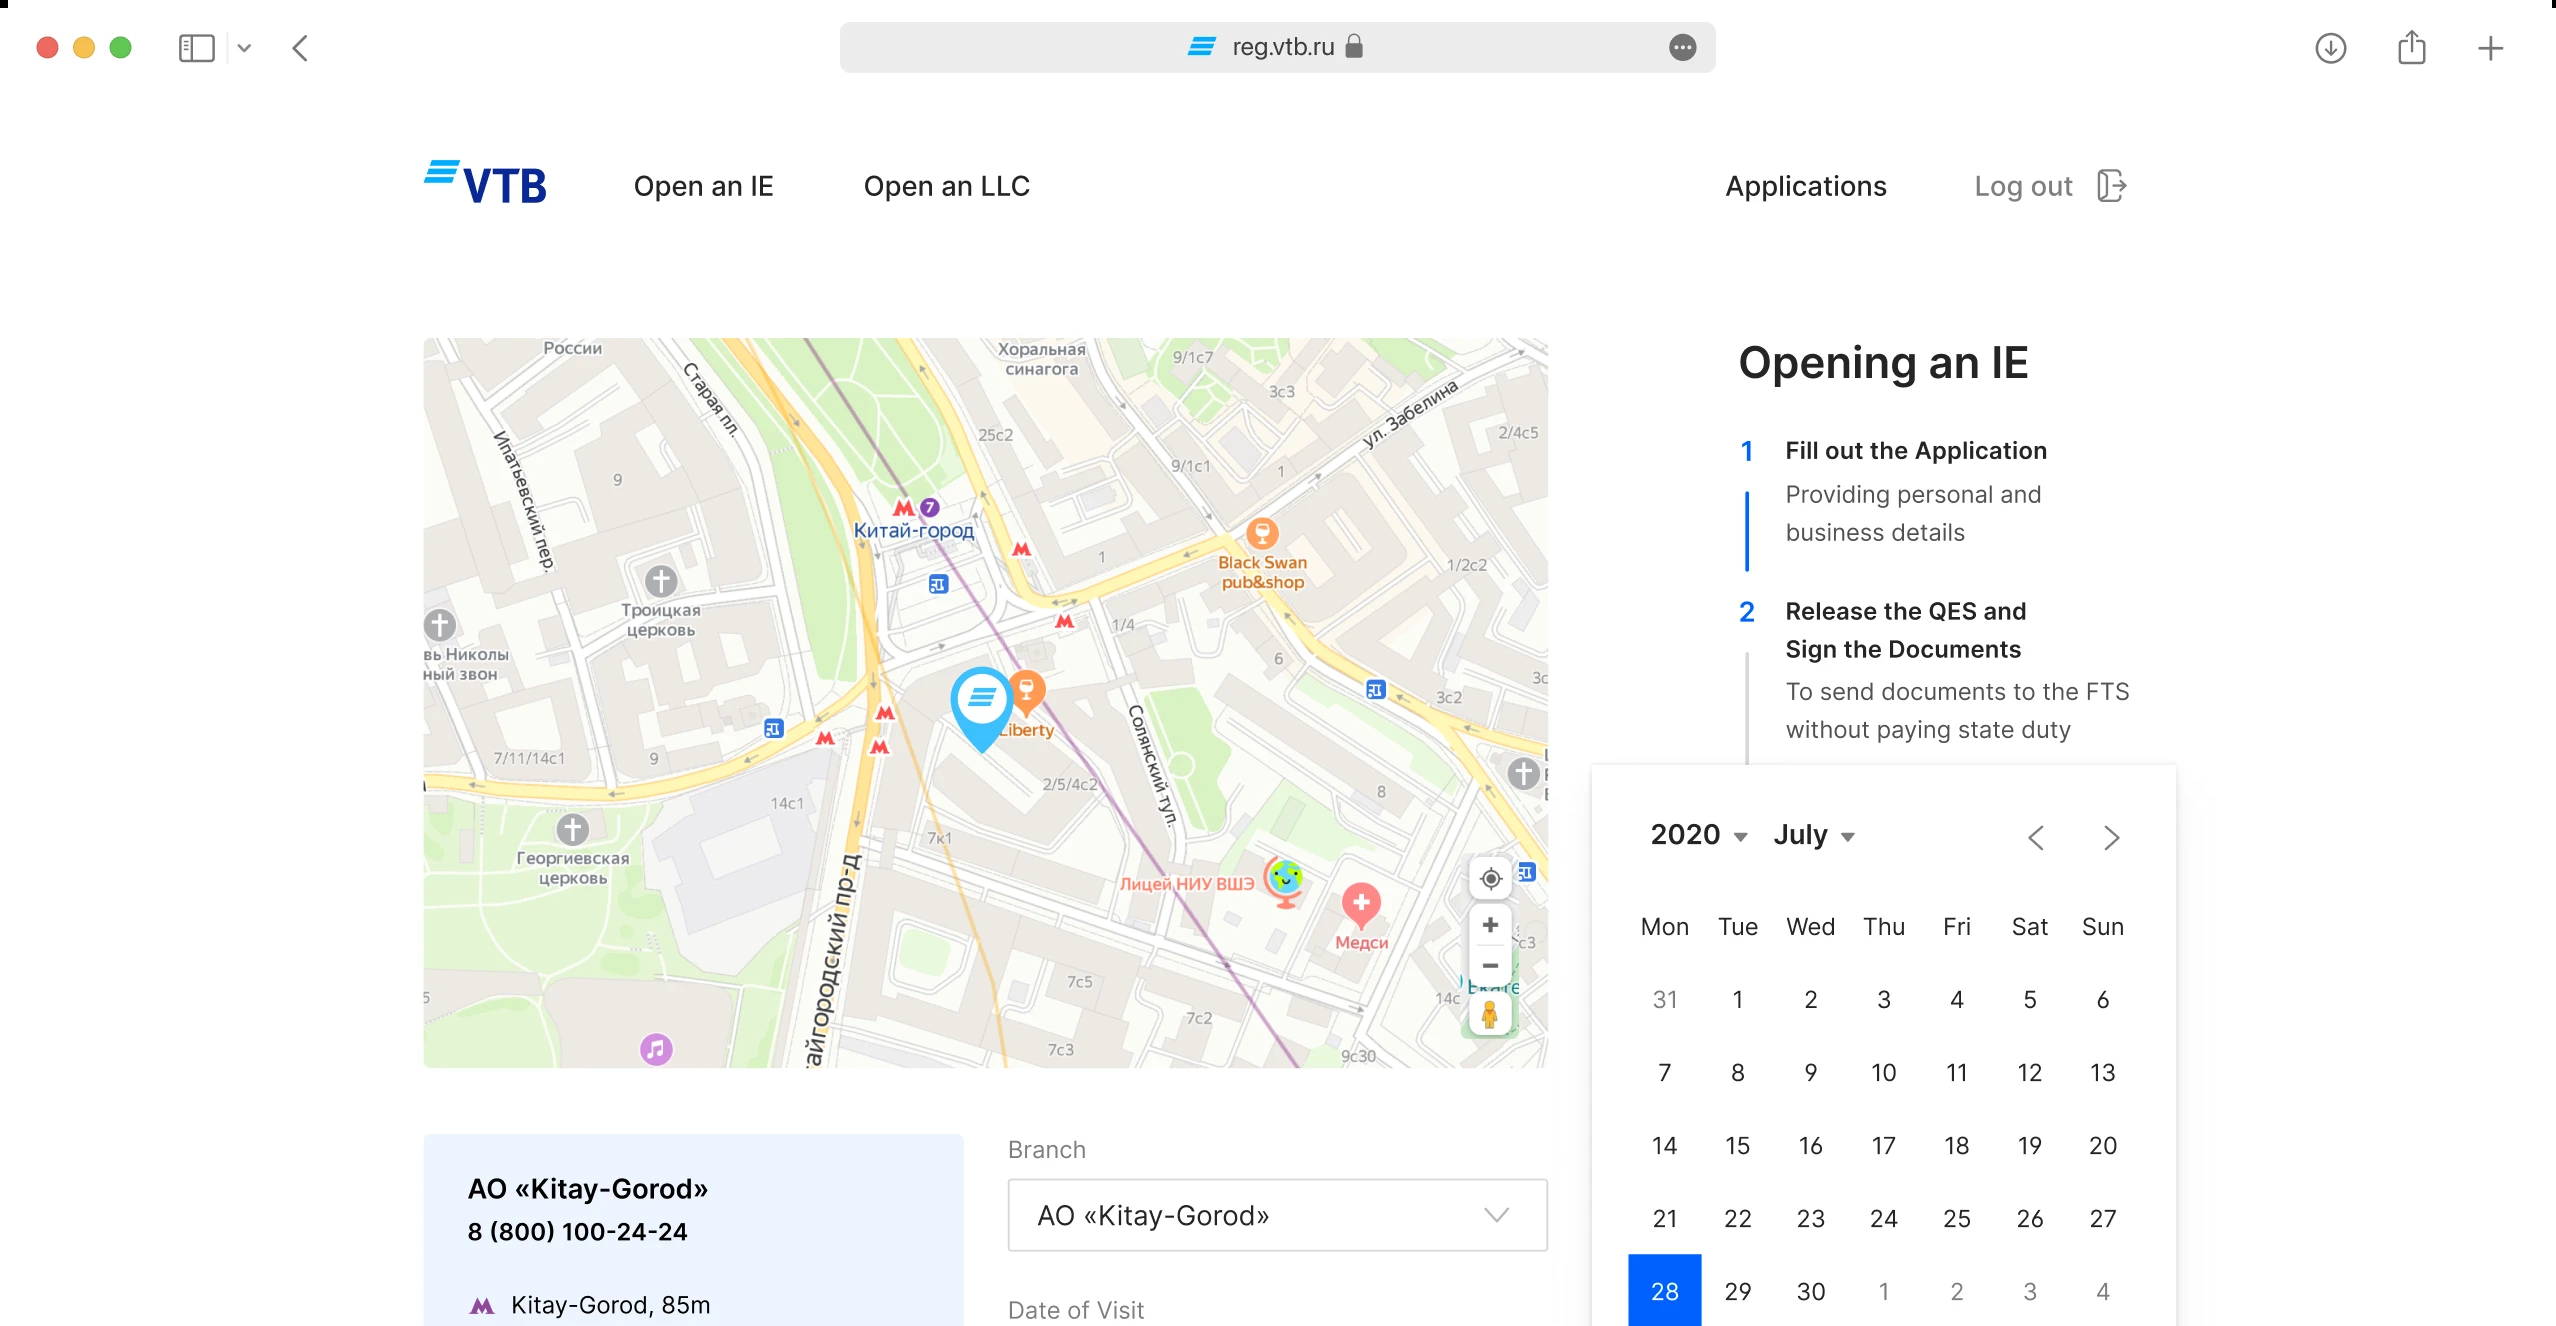 reg.vtb.ru
VTB
Open an IE
Open an LLC
Applications
Log out
России
Старая пл.
Хоральная
синагога
9/1с7
3с3
ул. Забелина
2/4с5
25с2
Ипатьевский пер.
9
9/1с1
1
7
Китай-город
1
Black Swan
pub&shop
1/2с2
Троицкая
церковь
1/4
вь Николы
ный звон
6
3с2
3с
Liberty
Солянский туп.
7/11/14с1
9
2/5/4с2
8
14с1
7к1
Георгиевская
церковь
Лицей НИУ ВШЭ
Медси
айгородский пр-д
с3
5
7с5
14с
Екате
7с2
7с3
9с30
Opening an IE
1
Fill out the Application
Providing personal and
business details
2
Release the QES and
Sign the Documents
To send documents to the FTS
without paying state duty
2020
July
Mon Tue Wed Thu Fri Sat Sun
31 1 2 3 4 5 6
7 8 9 10 11 12 13
14 15 16 17 18 19 20
21 22 23 24 25 26 27
28 29 30 1 2 3 4
АО «Kitay-Gorod»
8 (800) 100-24-24
Kitay-Gorod, 85m
Branch
АО «Kitay-Gorod»
Date of Visit